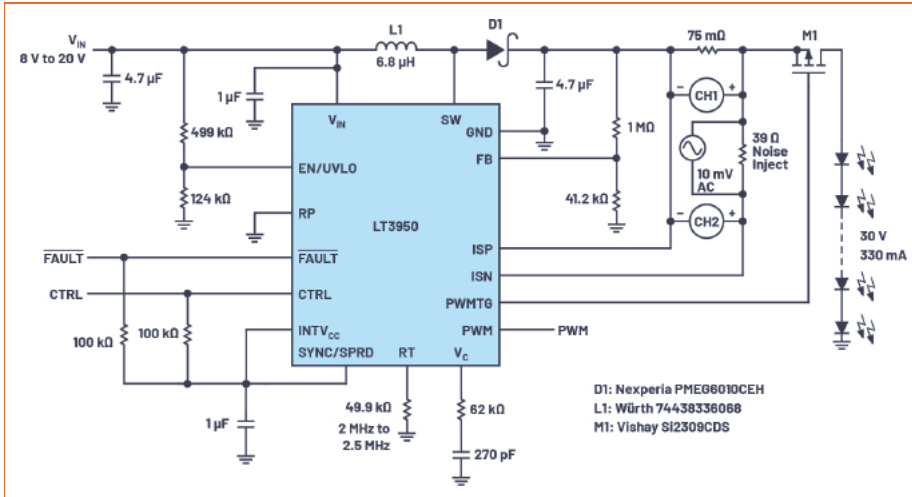 V_IN
8 V to 20 V
4.7 µF
499 kΩ
124 kΩ
1 µF
L1
6.8 µH
D1
4.7 µF
1 MΩ
41.2 kΩ
75 mΩ
− CH1 +
10 mV
AC
39 Ω
Noise
Inject
− CH2 +
M1
30 V
330 mA
V_IN
SW
GND
FB
EN/UVLO
RP
LT3950
ISP
ISN
FAULT
FAULT
CTRL
CTRL
PWMTG
INTV_CC
PWM
PWM
SYNC/SPRD
RT
V_C
100 kΩ
100 kΩ
1 µF
49.9 kΩ
2 MHz to
2.5 MHz
62 kΩ
270 pF
D1: Nexperia PMEG6010CEH
L1: Würth 74438336068
M1: Vishay Si2309CDS